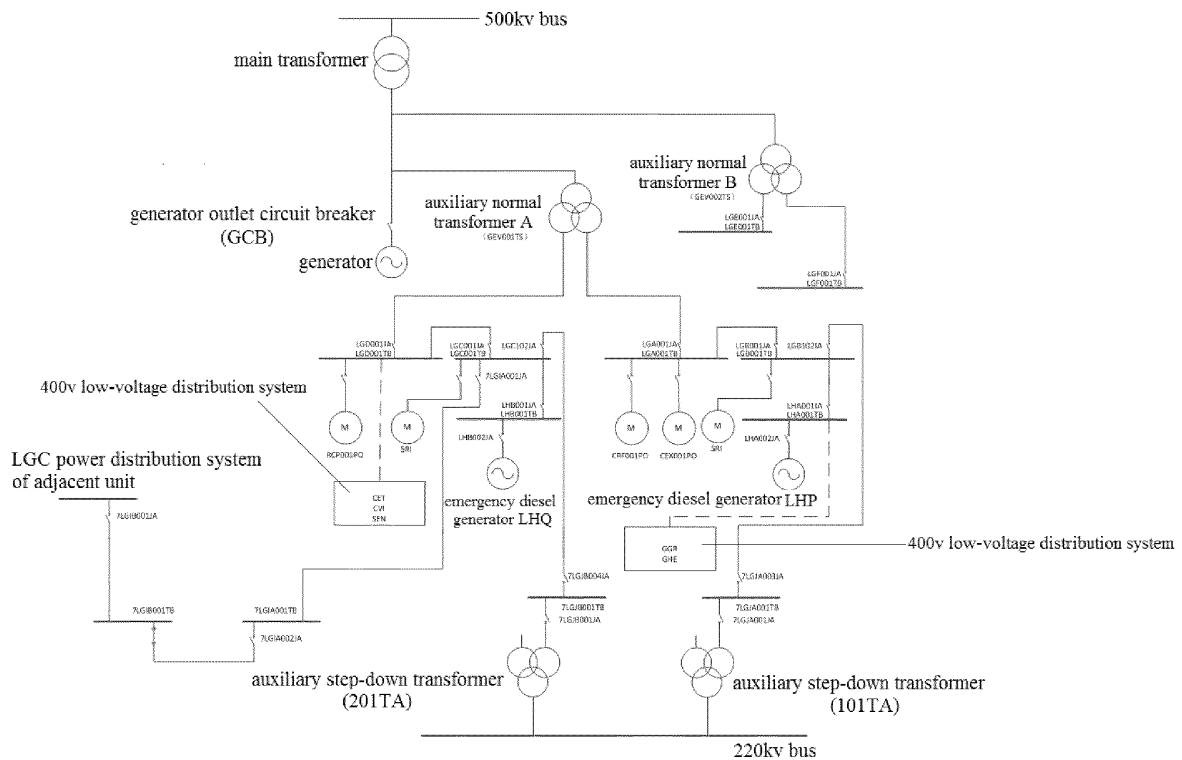 500kv bus
main transformer
auxiliary normal
transformer B
(GEV002TS)
generator outlet circuit breaker
(GCB)
auxiliary normal
transformer A
(GEV001TS)
LGE001JA
LGE001TB
generator
LGF001JA
LGF001TB
LGD001JA
LGD001TB
LGC001JA
LGC001TB
LGC102JA
LGA001JA
LGA001TB
LGB001JA
LGB001TB
LGB302JA
400v low-voltage distribution system
7LGIA001JA
M
RCP001PO
M
SRI
LHB001JA
LHB001TB
LHB002JA
M
CRF001PO
M
CEX001PO
M
SRI
LHA001JA
LHA001TB
LHA002JA
LGC power distribution system
of adjacent unit
7LGIB001JA
CET
CVI
SEN
emergency diesel
generator LHQ
emergency diesel generator LHP
GGR
GHE
400v low-voltage distribution system
7LGIB001TB
7LGIA001TB
7LGIA002JA
7LGJB004JA
7LGJB001TB
7LGJB001JA
7LGJA003JA
7LGJA001TB
7LGJA001JA
auxiliary step-down transformer
(201TA)
auxiliary step-down transformer
(101TA)
220kv bus